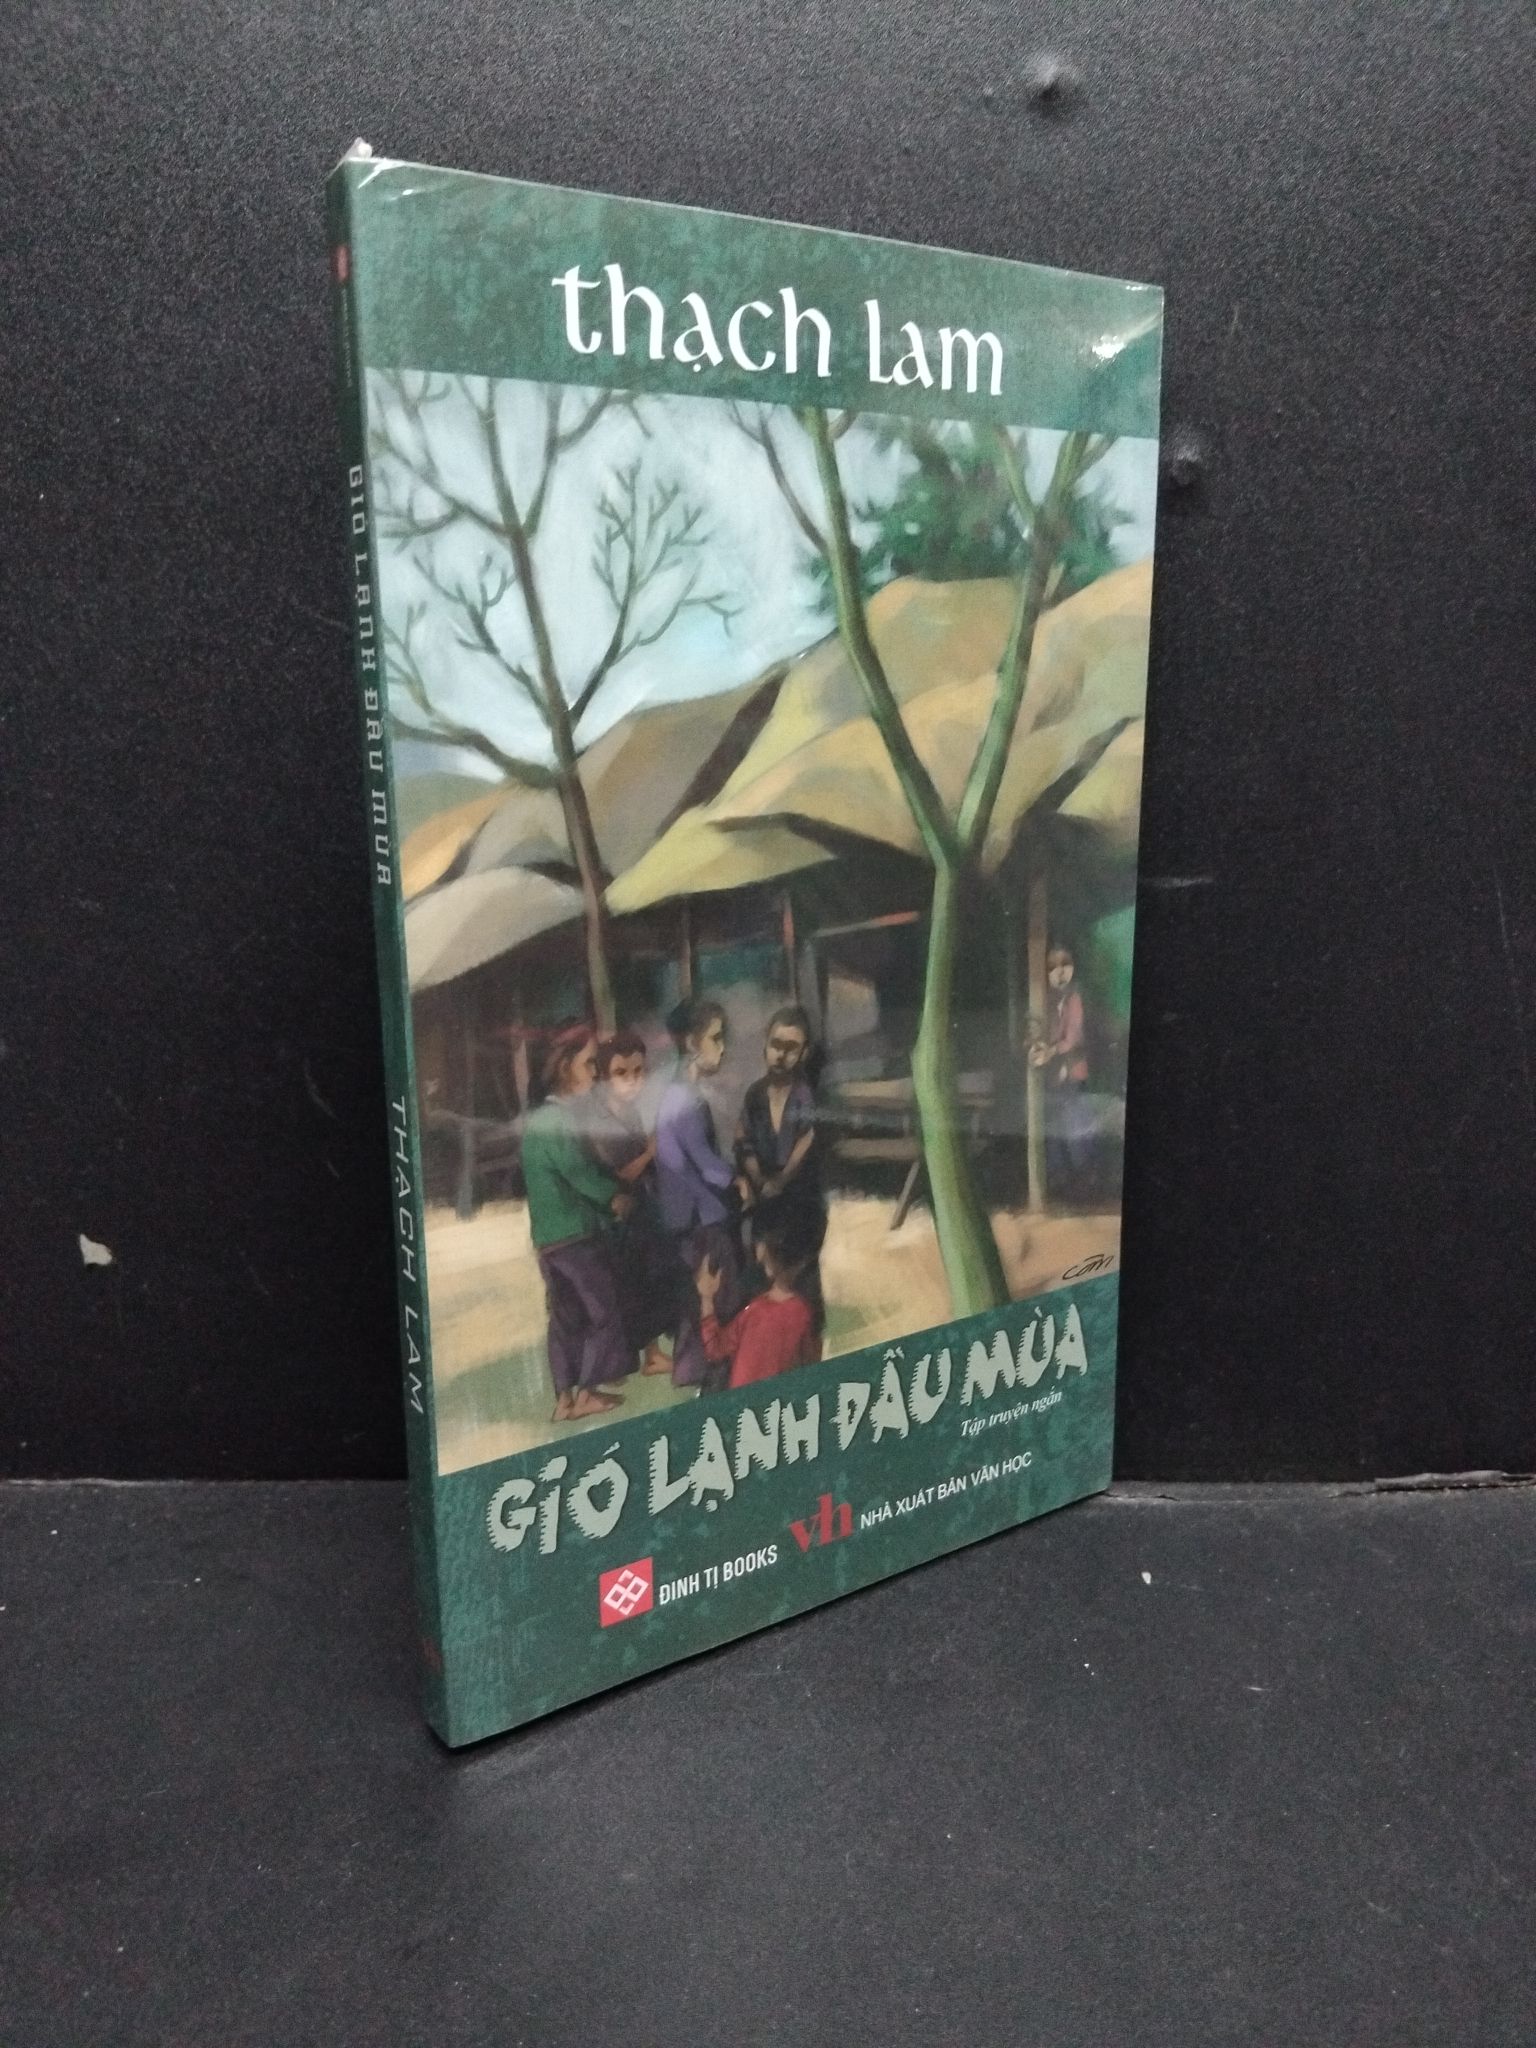 thạch lam
GIÓ LẠNH ĐẦU MÙA
Tập truyện ngắn
ĐINH TỊ BOOKS
vh NHÀ XUẤT BẢN VĂN HỌC
GIÓ LẠNH ĐẦU MÙA
THẠCH LAM